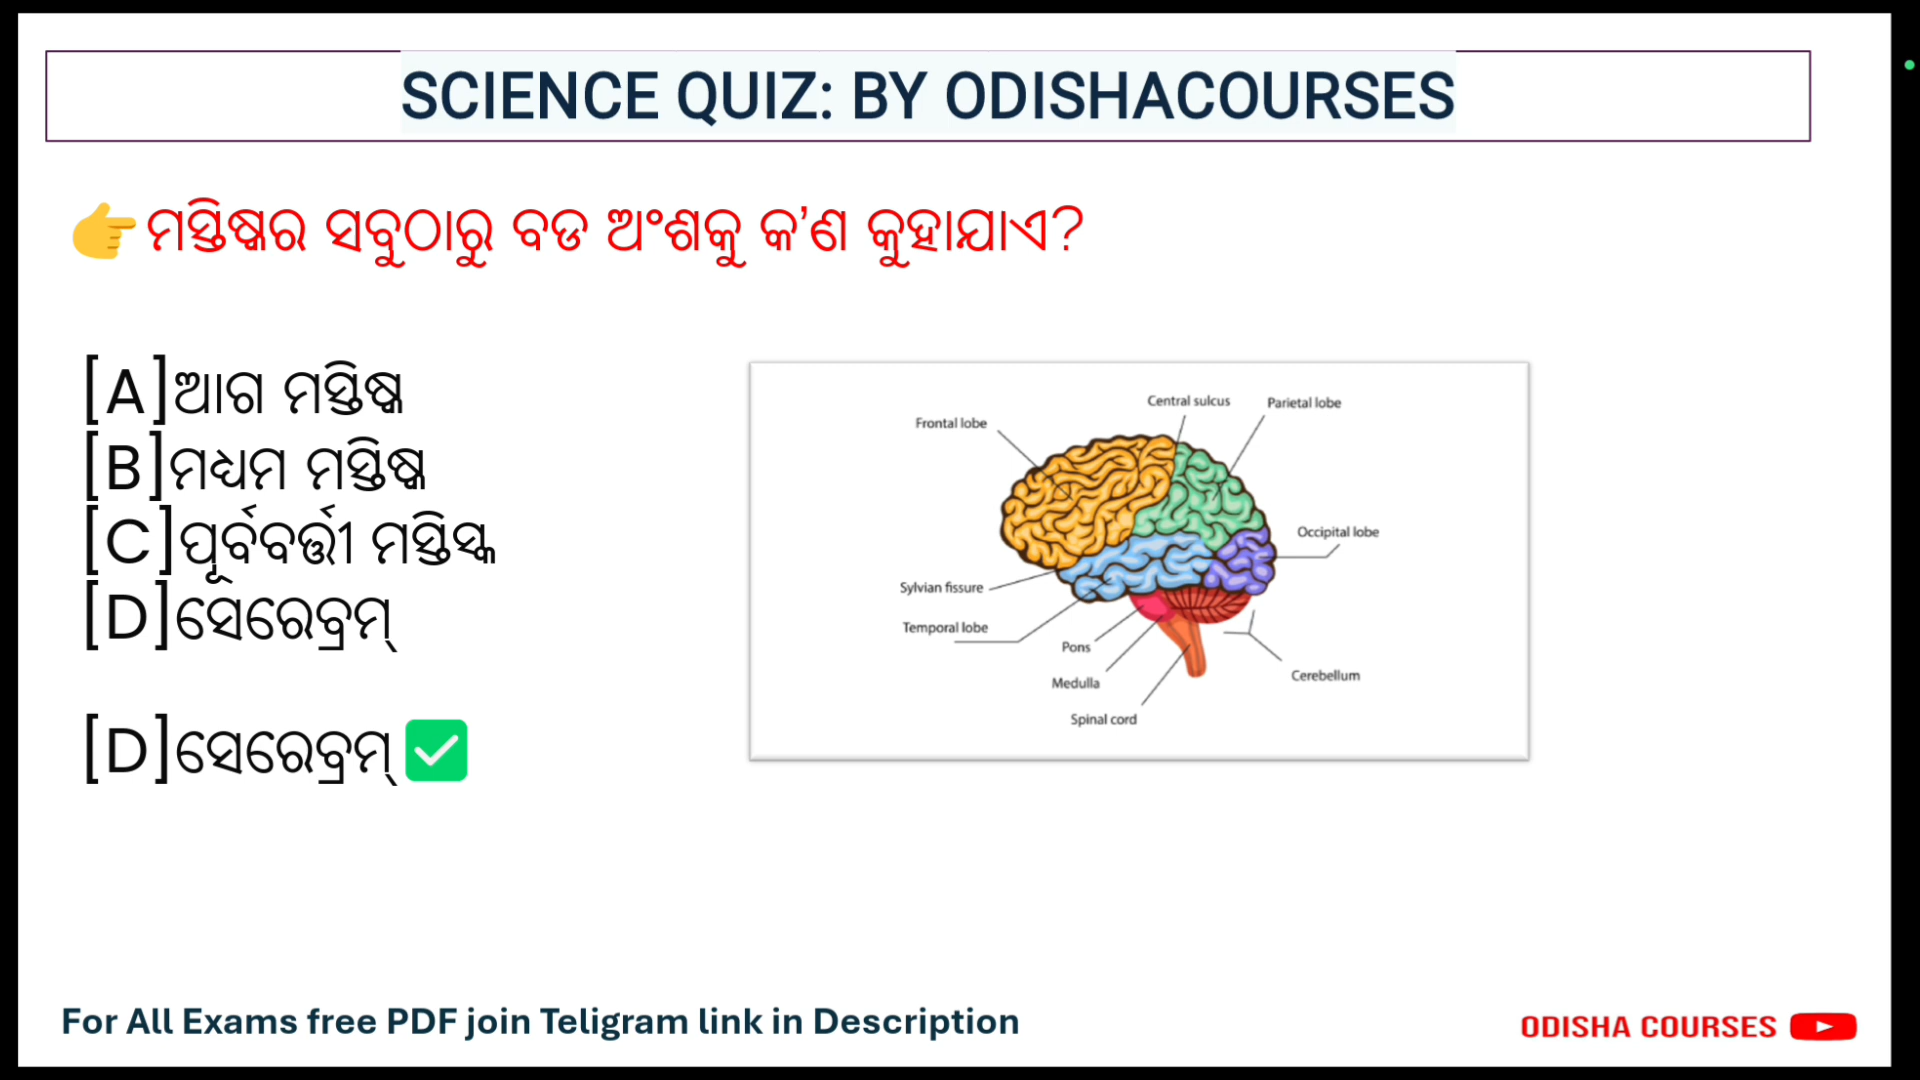 SCIENCE QUIZ: BY ODISHACOURSES
👉ମସ୍ତିଷ୍କର ସବୁଠାରୁ ବଡ ଅଂଶକୁ କ’ଣ କୁହାଯାଏ?
[A]ଆଗ ମସ୍ତିଷ୍କ
[B]ମଧ୍ୟମ ମସ୍ତିଷ୍କ
[C]ପୂର୍ବବର୍ତ୍ତୀ ମସ୍ତିସ୍କ
[D]ସେରେବ୍ରମ୍
[D]ସେରେବ୍ରମ୍✅
Central sulcus
Parietal lobe
Frontal lobe
Occipital lobe
Sylvian fissure
Temporal lobe
Pons
Medulla
Cerebellum
Spinal cord
For All Exams free PDF join Teligram link in Description
ODISHA COURSES